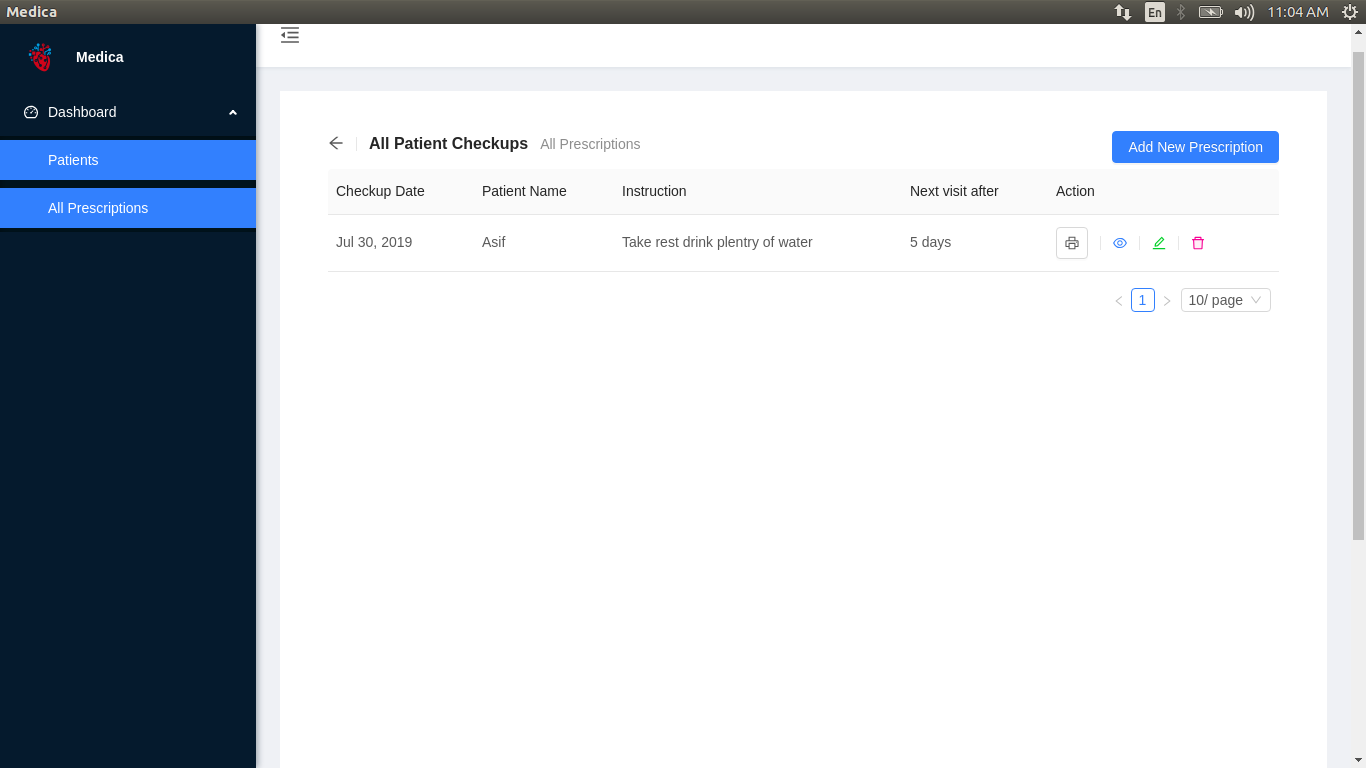 Medica
En
11:04 AM
Medica
Dashboard
Patients
All Prescriptions
All Patient Checkups All Prescriptions
Add New Prescription
Checkup Date Patient Name Instruction Next visit after Action
Jul 30, 2019 Asif Take rest drink plentry of water 5 days
1 10/ page